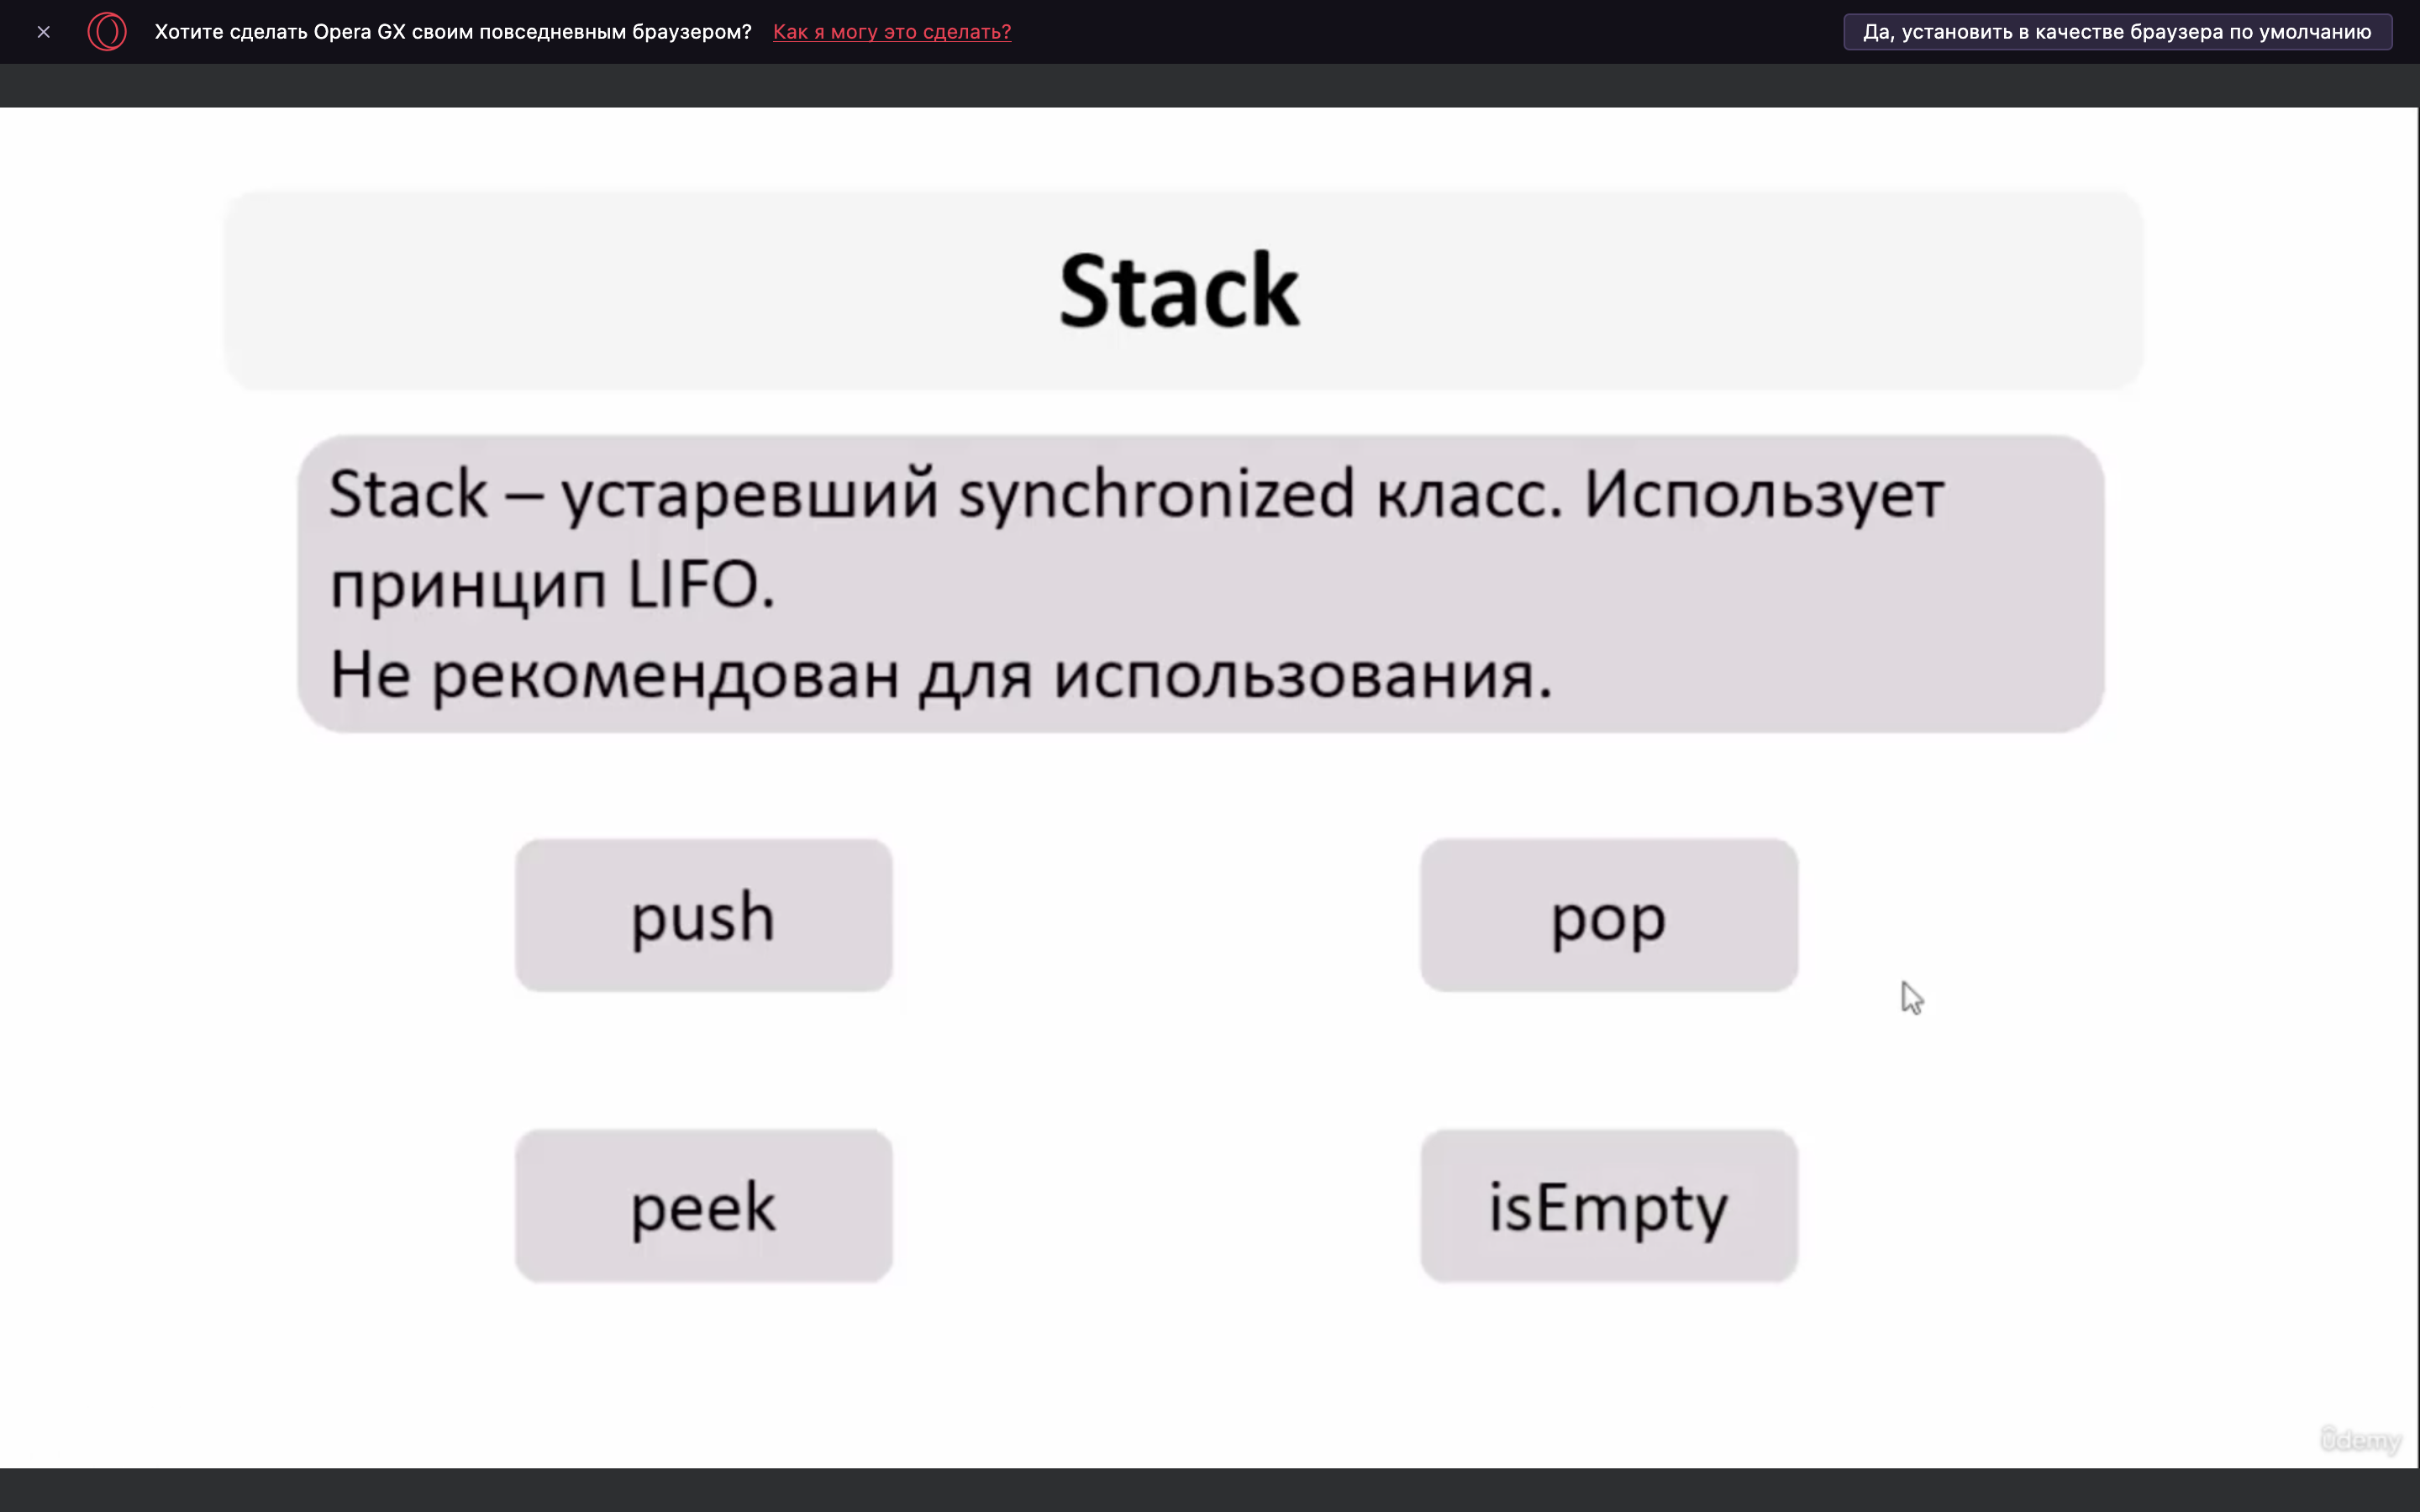 Хотите сделать Opera GX своим повседневным браузером? Как я могу это сделать? Да, установить в качестве браузера по умолчанию
Stack
Stack – устаревший synchronized класс. Использует
принцип LIFO.
Не рекомендован для использования.
push pop
peek isEmpty
ûdemy